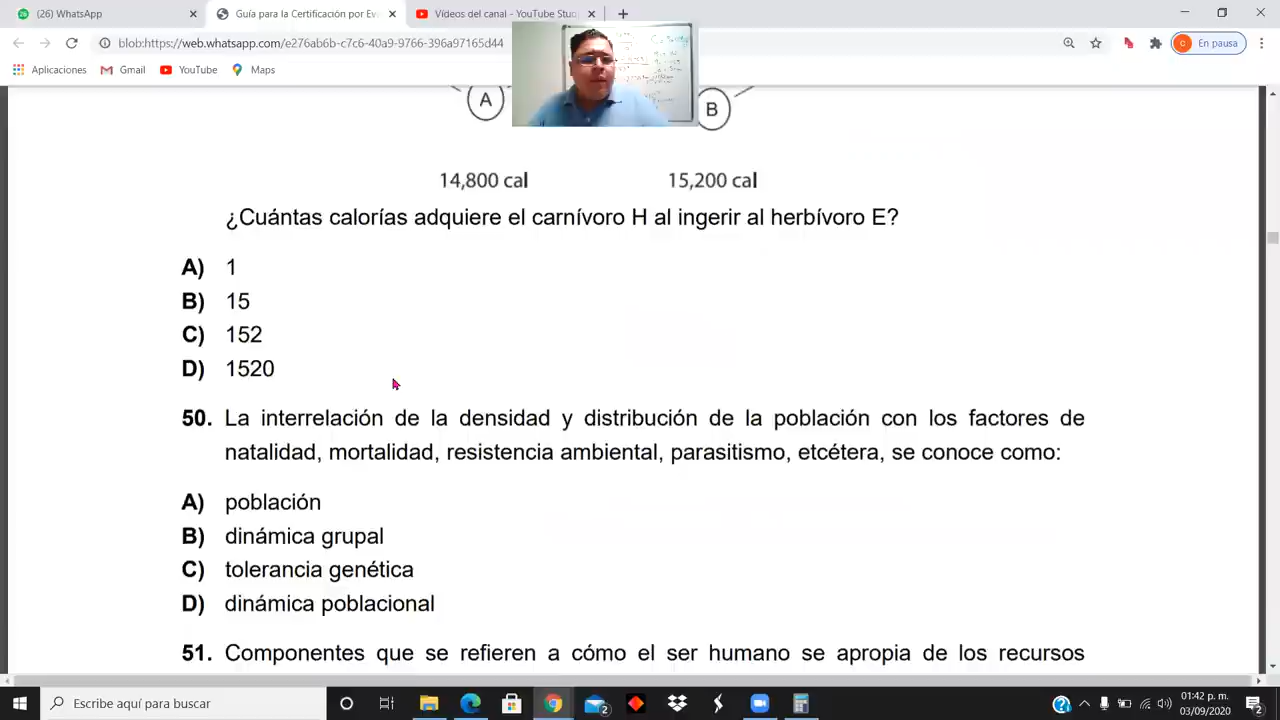 (26) WhatsApp
Guía para la Certificación por Ev
Vídeos del canal - YouTube Stud
blob:https://web.whatsapp.com/e276ab6b-c7c6-40a9-9766-396a97165d44
En pausa
Aplicaciones
Gmail
YouTube
Maps
A
B
14,800 cal
15,200 cal
¿Cuántas calorías adquiere el carnívoro H al ingerir al herbívoro E?
A) 1
B) 15
C) 152
D) 1520
50. La interrelación de la densidad y distribución de la población con los factores de
natalidad, mortalidad, resistencia ambiental, parasitismo, etcétera, se conoce como:
A) población
B) dinámica grupal
C) tolerancia genética
D) dinámica poblacional
51. Componentes que se refieren a cómo el ser humano se apropia de los recursos
Escribe aquí para buscar
01:42 p. m.
03/09/2020